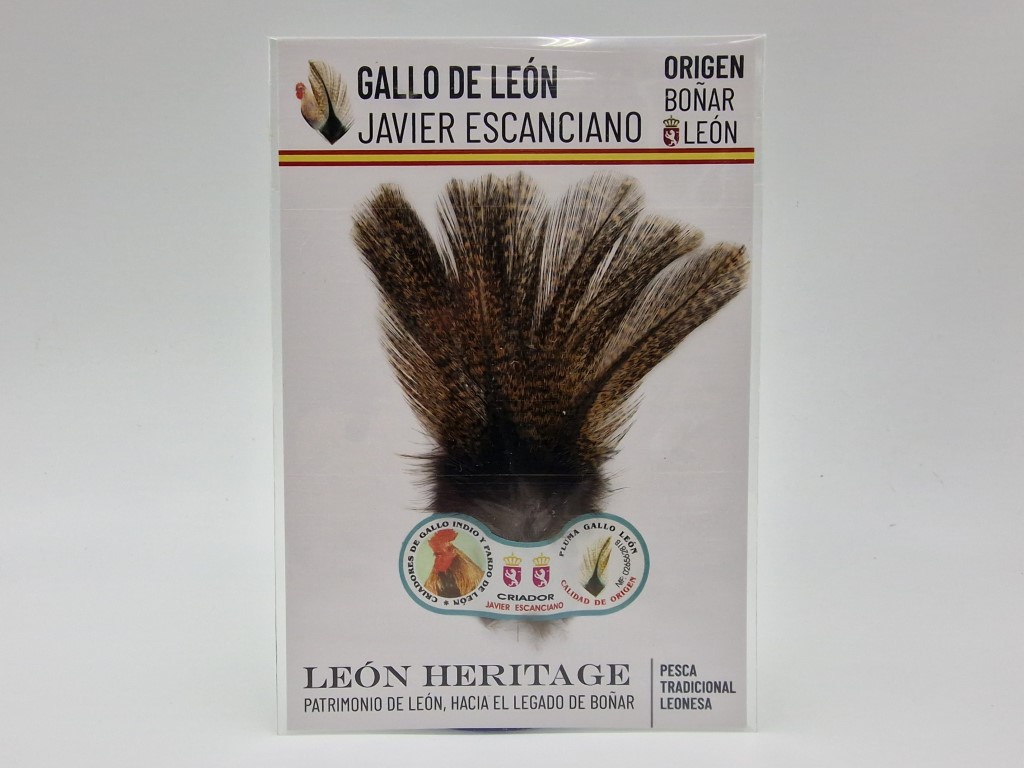 GALLO DE LEÓN
JAVIER ESCANCIANO
ORIGEN
BOÑAR
LEÓN
CRIADORES DE GALLO INDIO Y PARDO DE LEÓN *
CRIADOR
JAVIER ESCANCIANO
PLUMA GALLO LEÓN
CALIDAD DE ORIGEN
LEÓN HERITAGE
PATRIMONIO DE LEÓN, HACIA EL LEGADO DE BOÑAR
PESCA
TRADICIONAL
LEONESA